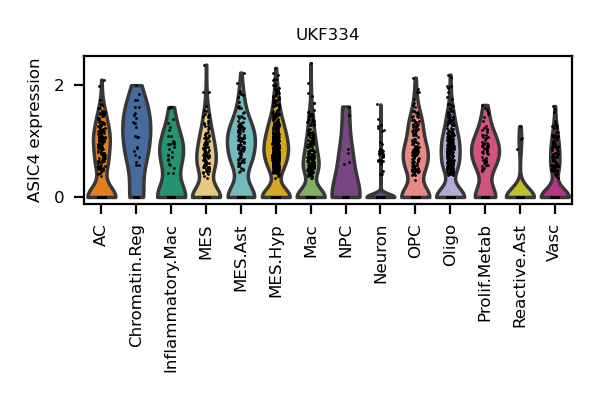 UKF334
ASIC4 expression
2
0
AC
Chromatin.Reg
Inflammatory.Mac
MES
MES.Ast
MES.Hyp
Mac
NPC
Neuron
OPC
Oligo
Prolif.Metab
Reactive.Ast
Vasc